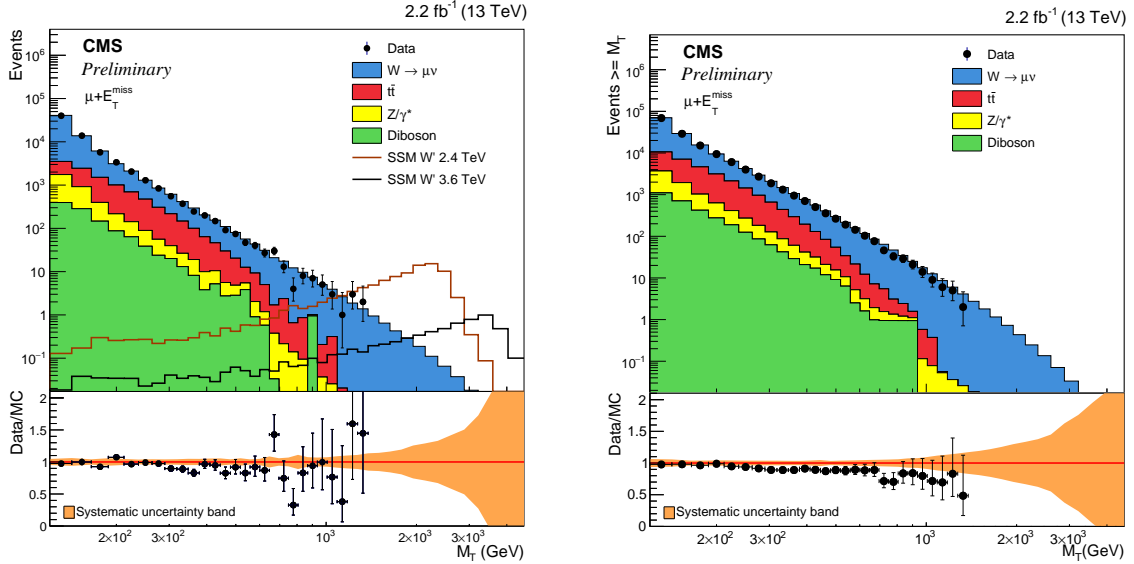 2.2 fb⁻¹ (13 TeV)
Events
10⁶
10⁵
10⁴
10³
10²
10
1
10⁻¹
CMS
Preliminary
μ+E_T^miss
Data
W → μν
tt̄
Z/γ*
Diboson
SSM W' 2.4 TeV
SSM W' 3.6 TeV
Data/MC
2
1.5
1
0.5
0
Systematic uncertainty band
2×10² 3×10² 10³ 2×10³ 3×10³
M_T (GeV)
2.2 fb⁻¹ (13 TeV)
Events >= M_T
10⁶
10⁵
10⁴
10³
10²
10
1
10⁻¹
CMS
Preliminary
μ+E_T^miss
Data
W → μν
tt̄
Z/γ*
Diboson
Data/MC
2
1.5
1
0.5
0
Systematic uncertainty band
2×10² 3×10² 10³ 2×10³ 3×10³
M_T(GeV)